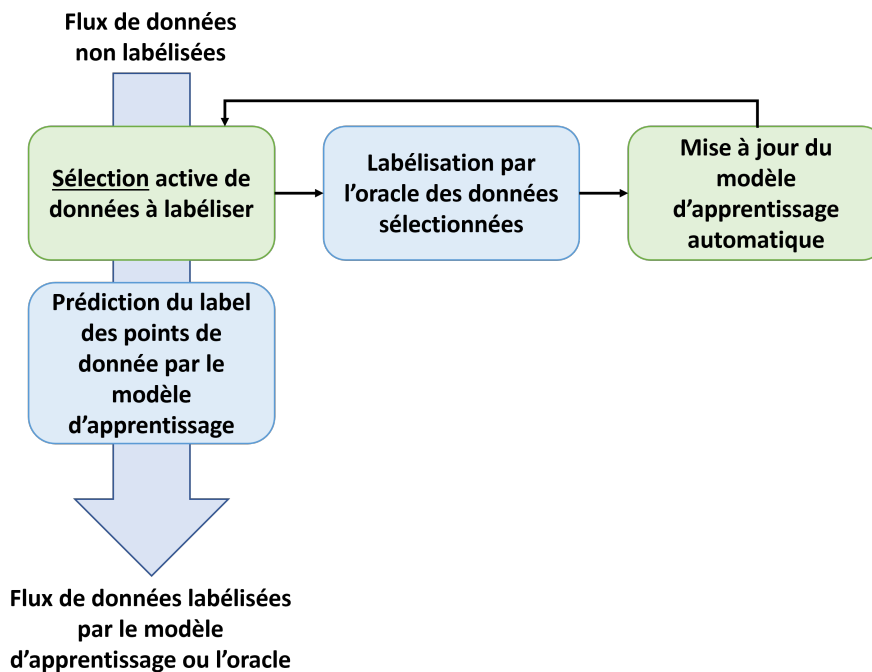 Flux de données
non labélisées
Sélection active de
données à labéliser
Labélisation par
l'oracle des données
sélectionnées
Mise à jour du
modèle
d'apprentissage
automatique
Prédiction du label
des points de
donnée par le
modèle
d'apprentissage
Flux de données labélisées
par le modèle
d'apprentissage ou l'oracle